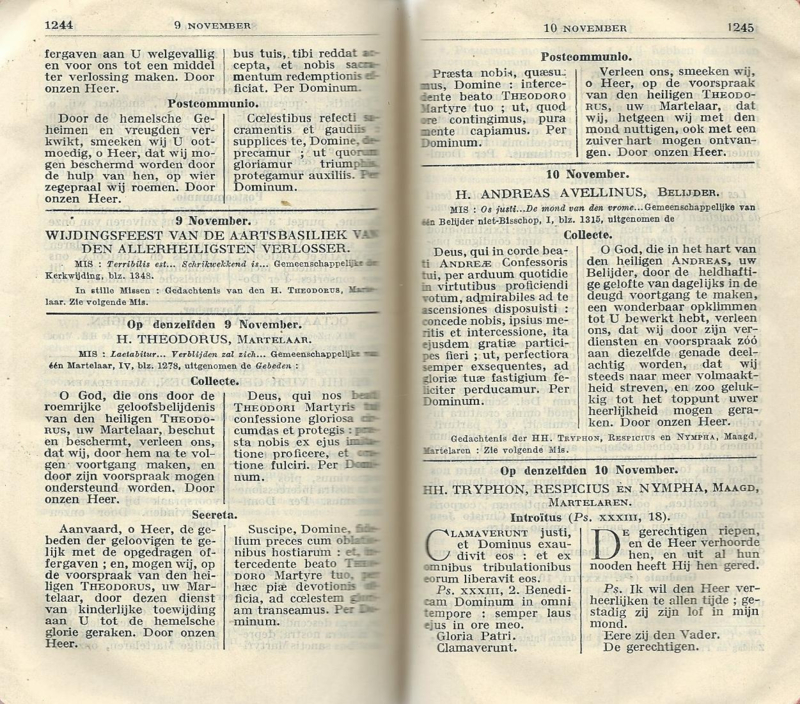 1244
9 NOVEMBER
fergaven aan U welgevallig
en voor ons tot een middel
ter verlossing maken. Door
onzen Heer.
bus tuis, tibi reddat
cepta, et nobis
mentum redemptionis
ficiat. Per Dominum.
Postcommunio.
Door de hemelsche Ge-
heimen en vreugden ver-
kwikt, smeeken wij U oot-
moedig, o Heer, dat wij mo-
gen beschermd worden door
de hulp van hen, op wier
zegepraal wij roemen. Door
onzen Heer.
Cœlestibus refecti
cramentis et gaudiis
supplices te, Domine,
precamur ; ut quorum
gloriamur triumphis,
protegamur auxiliis. Per
Dominum.
9 November.
WIJDINGSFEEST VAN DE AARTSBASILIEK VAN
DEN ALLERHEILIGSTEN VERLOSSER.
MIS : Terribilis est... Schrikwekkend is... Gemeenschappelijke
Kerkwijding, blz. 1348.
In stille Missen : Gedachtenis van den H. THEODORUS,
laar. Zie volgende Mis.
Op denzelfden 9 November.
H. THEODORUS, MARTELAAR.
MIS : Laetabitur... Verblijden zal zich... Gemeenschappelijke
één Martelaar, IV, blz. 1278, uitgenomen de Gebeden :
Collecte.
O God, die ons door de
roemrijke geloofsbelijdenis
van den heiligen THEODO-
RUS, uw Martelaar, beschut
en beschermt, verleen ons,
dat wij, door hem na te vol-
gen voortgang maken, en
door zijn voorspraak mogen
ondersteund worden. Door
onzen Heer.
Deus, qui nos
THEODORI Martyris
confessione gloriosa
cumdas et protegis :
sta nobis ex ejus
tione proficere, et
tione fulciri. Per
num.
Secreta.
Aanvaard, o Heer, de ge-
beden der geloovigen te ge-
lijk met de opgedragen of-
fergaven ; en, mogen wij, op
de voorspraak van den hei-
ligen THEODORUS, uw Mar-
telaar, door dezen dienst
van kinderlijke toewijding
aan U tot de hemelsche
glorie geraken. Door onzen
Heer.
Suscipe, Domine,
lium preces cum
nibus hostiarum : et,
tercedente beato
DORO Martyre tuo,
hæc piæ devotionis
ficia, ad cælestem
am transeamus. Per
minum.
10 NOVEMBER
1245
Postcommunio.
Præsta nobis, quæsu-
mus, Domine : interce-
dente beato THEODORO
Martyre tuo ; ut, quod
ore contingimus, pura
mente capiamus. Per
Dominum.
Verleen ons, smeeken wij,
o Heer, op de voorspraak
van den heiligen THEODO-
RUS, uw Martelaar, dat
wij, hetgeen wij met den
mond nuttigen, ook met een
zuiver hart mogen ontvan-
gen. Door onzen Heer.
10 November.
H. ANDREAS AVELLINUS, BELIJDER.
MIS : Os justi...De mond van den vrome...Gemeenschappelijke van
één Belijder niet-Bisschop, I, blz. 1315, uitgenomen de
Collecte.
Deus, qui in corde bea-
ti ANDREÆ Confessoris
tui, per arduum quotidie
in virtutibus proficiendi
votum, admirabiles ad te
ascensiones disposuisti :
concede nobis, ipsius me-
ritis et intercessione, ita
ejusdem gratiæ partici-
pes fieri ; ut, perfectiora
semper exsequentes, ad
gloriæ tuæ fastigium fe-
liciter perducamur. Per
Dominum.
O God, die in het hart van
den heiligen ANDREAS, uw
Belijder, door de heldhafti-
ge gelofte van dagelijks in de
deugd voortgang te maken,
een wonderbaar opklimmen
tot U bewerkt hebt, verleen
ons, dat wij door zijn ver-
diensten en voorspraak zóó
aan diezelfde genade deel-
achtig worden, dat wij
steeds naar meer volmaakt-
heid streven, en zoo geluk-
kig tot het toppunt uwer
heerlijkheid mogen gera-
ken. Door onzen Heer.
Gedachtenis der HH. TRYPHON, RESPICIUS en NYMPHA, Maagd,
Martelaren : Zie volgende Mis.
Op denzelfden 10 November.
HH. TRYPHON, RESPICIUS EN NYMPHA, MAAGD,
MARTELAREN.
Introïtus (Ps. XXXIII, 18).
CLAMAVERUNT justi,
et Dominus exau-
divit eos : et ex
omnibus tribulationibus
eorum liberavit eos.
Ps. XXXIII, 2. Benedi-
cam Dominum in omni
tempore : semper laus
ejus in ore meo.
Gloria Patri.
Clamaverunt.
DE gerechtigen riepen,
en de Heer verhoorde
hen, en uit al hun
nooden heeft Hij hen gered.
Ps. Ik wil den Heer ver-
heerlijken te allen tijde ; ge-
stadig zij zijn lof in mijn
mond.
Eere zij den Vader.
De gerechtigen.